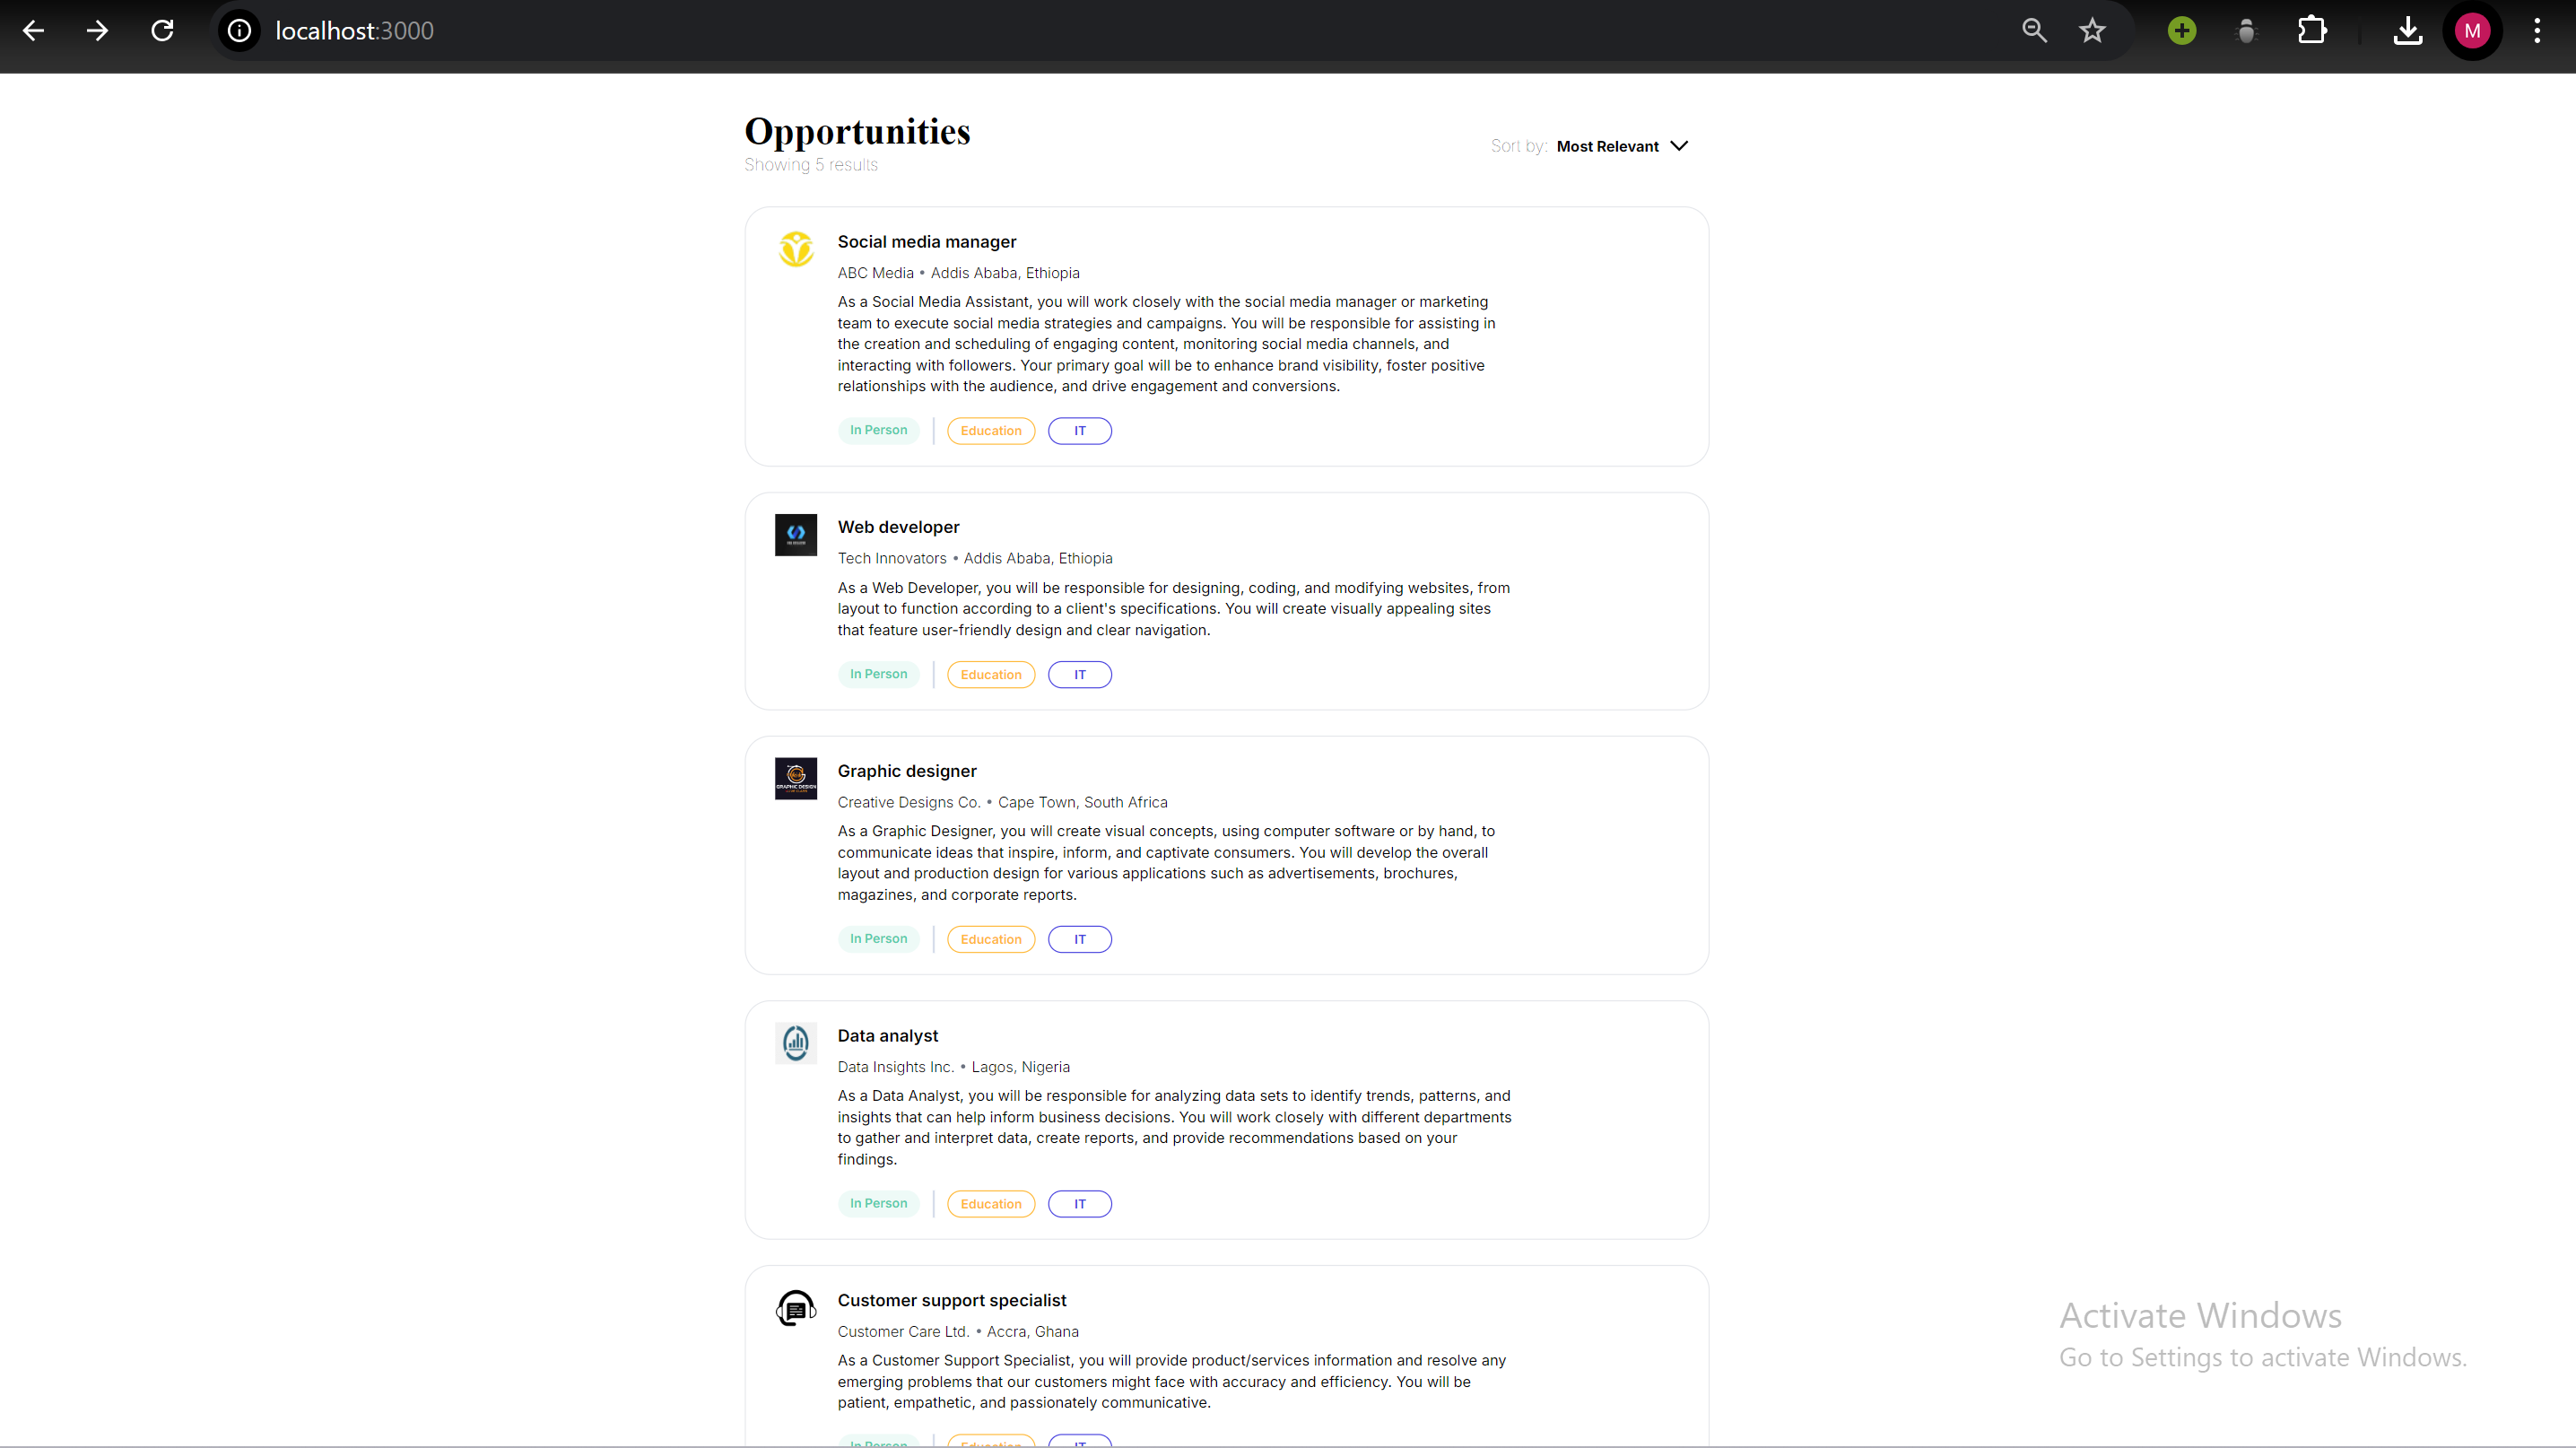 localhost:3000
M
Opportunities
Showing 5 results
Sort by: Most Relevant
Social media manager
ABC Media • Addis Ababa, Ethiopia
As a Social Media Assistant, you will work closely with the social media manager or marketing
team to execute social media strategies and campaigns. You will be responsible for assisting in
the creation and scheduling of engaging content, monitoring social media channels, and
interacting with followers. Your primary goal will be to enhance brand visibility, foster positive
relationships with the audience, and drive engagement and conversions.
In Person Education IT
Web developer
Tech Innovators • Addis Ababa, Ethiopia
As a Web Developer, you will be responsible for designing, coding, and modifying websites, from
layout to function according to a client's specifications. You will create visually appealing sites
that feature user-friendly design and clear navigation.
In Person Education IT
GRAPHIC DESIGN
Graphic designer
Creative Designs Co. • Cape Town, South Africa
As a Graphic Designer, you will create visual concepts, using computer software or by hand, to
communicate ideas that inspire, inform, and captivate consumers. You will develop the overall
layout and production design for various applications such as advertisements, brochures,
magazines, and corporate reports.
In Person Education IT
Data analyst
Data Insights Inc. • Lagos, Nigeria
As a Data Analyst, you will be responsible for analyzing data sets to identify trends, patterns, and
insights that can help inform business decisions. You will work closely with different departments
to gather and interpret data, create reports, and provide recommendations based on your
findings.
In Person Education IT
Customer support specialist
Customer Care Ltd. • Accra, Ghana
As a Customer Support Specialist, you will provide product/services information and resolve any
emerging problems that our customers might face with accuracy and efficiency. You will be
patient, empathetic, and passionately communicative.
In Person Education IT
Activate Windows
Go to Settings to activate Windows.